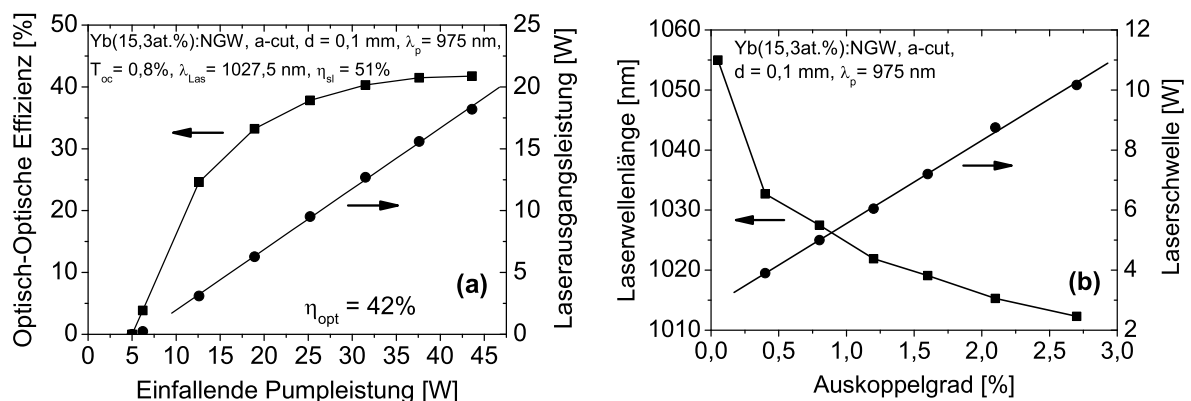 Yb(15,3at.%):NGW, a-cut, d = 0,1 mm, λp= 975 nm,
Toc= 0,8%, λLas= 1027,5 nm, ηsl = 51%
Optisch-Optische Effizienz [%]
50
40
30
20
10
0
0 5 10 15 20 25 30 35 40 45
Einfallende Pumpleistung [W]
25
20
15
10
5
0
Laserausgangsleistung [W]
(a)
ηopt = 42%
Yb(15,3at.%):NGW, a-cut,
d = 0,1 mm, λp= 975 nm
Laserwellenlänge [nm]
1060
1050
1040
1030
1020
1010
0,0 0,5 1,0 1,5 2,0 2,5 3,0
Auskoppelgrad [%]
12
10
8
6
4
2
Laserschwelle [W]
(b)